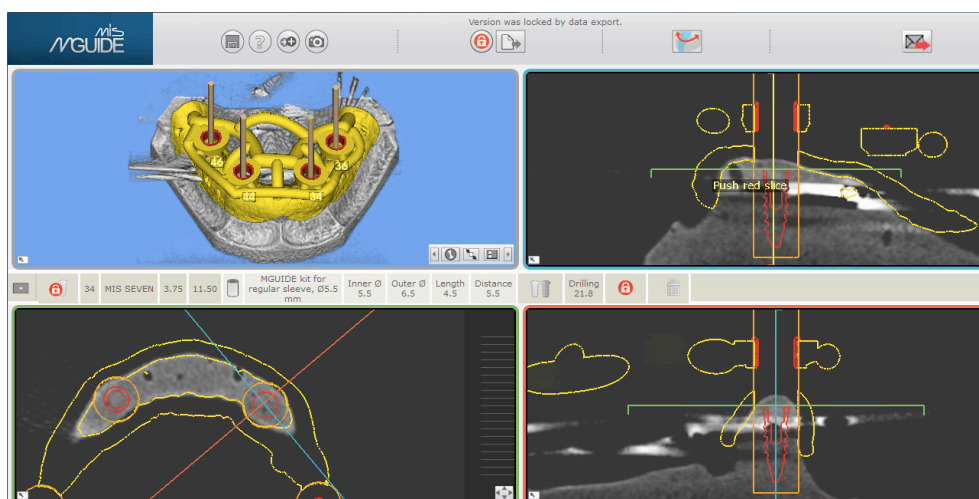 Version was locked by data export.
mis
MGUIDE
46
36
44
34
Push red slice
34 MIS SEVEN 3.75 11.50 MGUIDE kit for regular sleeve, Ø5.5 mm Inner Ø 5.5 Outer Ø 6.5 Length 4.5 Distance 5.5 Drilling 21.8